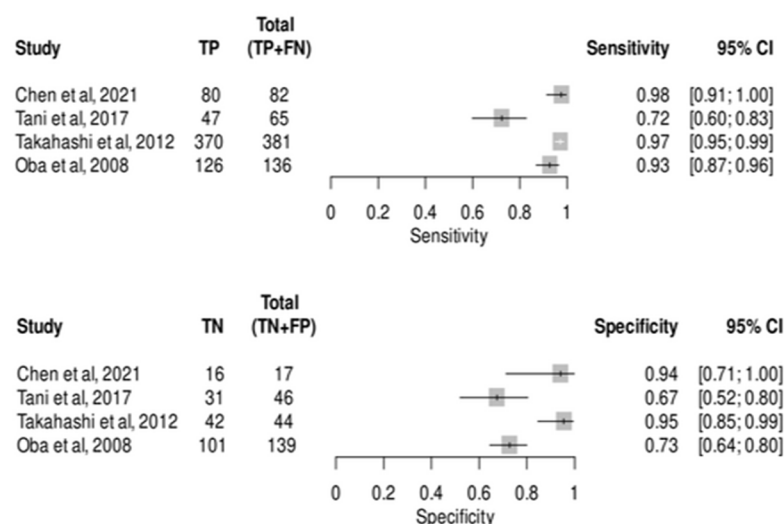 Total
Study TP (TP+FN) Sensitivity 95% CI
Chen et al, 2021 80 82 0.98 [0.91; 1.00]
Tani et al, 2017 47 65 0.72 [0.60; 0.83]
Takahashi et al, 2012 370 381 0.97 [0.95; 0.99]
Oba et al, 2008 126 136 0.93 [0.87; 0.96]
0 0.2 0.4 0.6 0.8 1
Sensitivity
Total
Study TN (TN+FP) Specificity 95% CI
Chen et al, 2021 16 17 0.94 [0.71; 1.00]
Tani et al, 2017 31 46 0.67 [0.52; 0.80]
Takahashi et al, 2012 42 44 0.95 [0.85; 0.99]
Oba et al, 2008 101 139 0.73 [0.64; 0.80]
0 0.2 0.4 0.6 0.8 1
Specificity